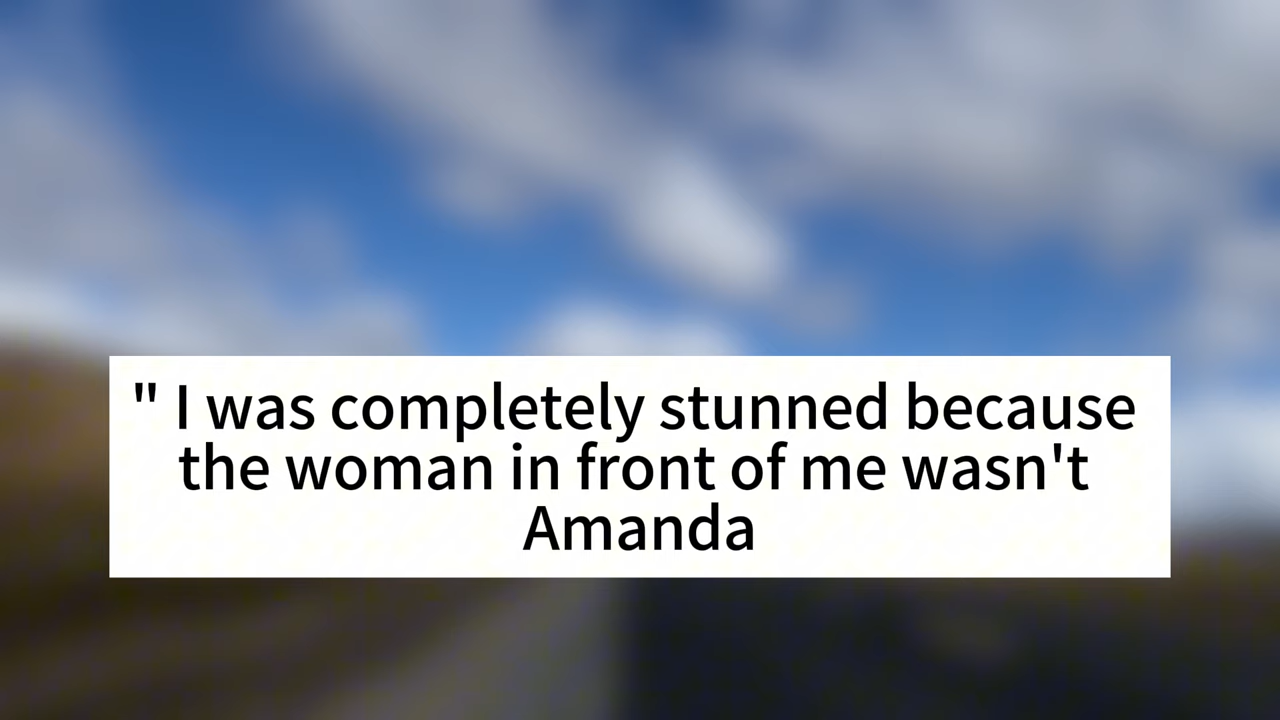 " I was completely stunned because
the woman in front of me wasn't
Amanda